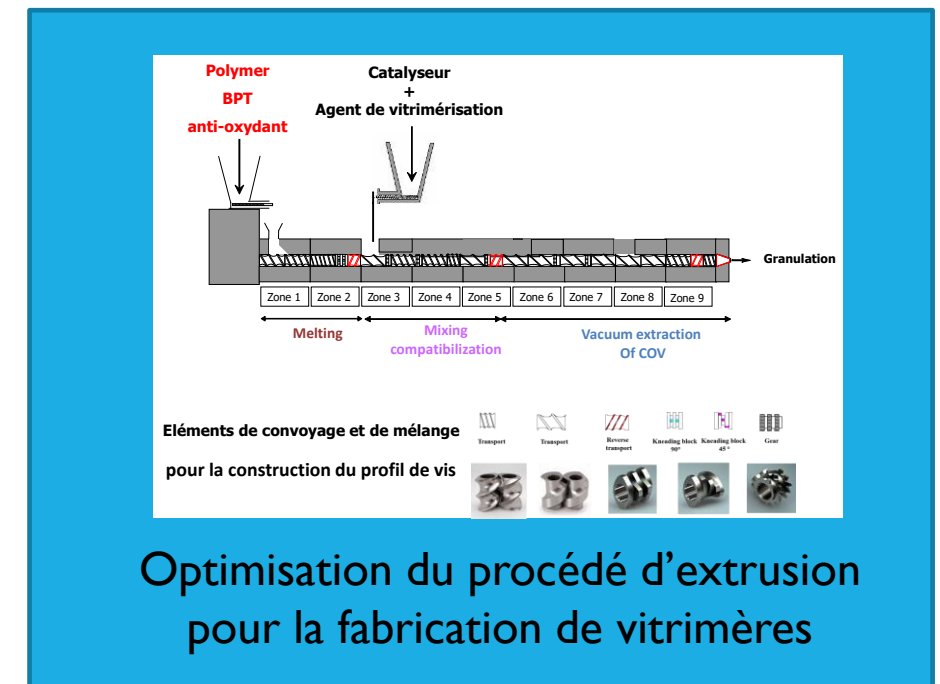 Polymer
BPT
anti-oxydant
Catalyseur
+
Agent de vitrimérisation
Granulation
Zone 1 Zone 2 Zone 3 Zone 4 Zone 5 Zone 6 Zone 7 Zone 8 Zone 9
Melting
Mixing
compatibilization
Vacuum extraction
Of COV
Eléments de convoyage et de mélange
pour la construction du profil de vis
Transport
Transport
Reverse
transport
Kneading block
90°
Kneading block
45 °
Gear
Optimisation du procédé d’extrusion
pour la fabrication de vitrimères